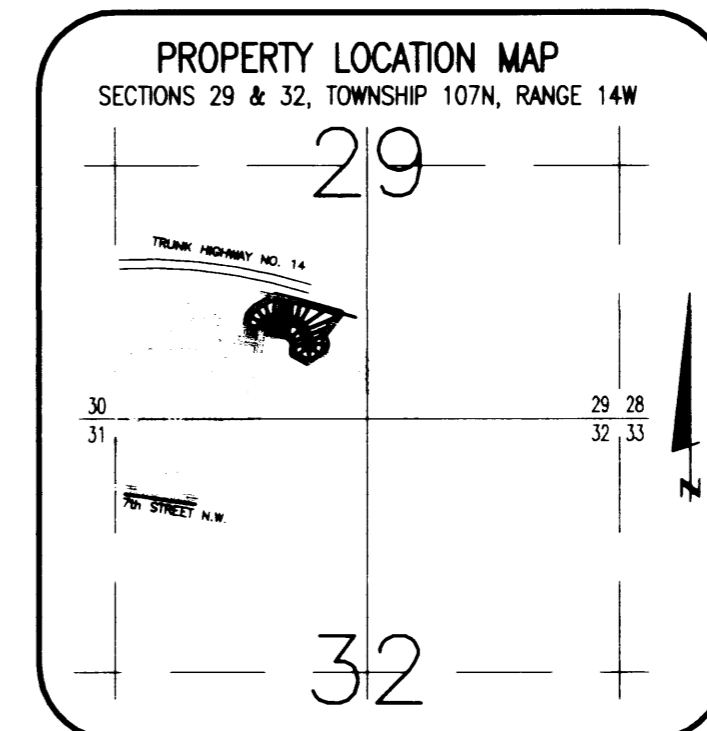 PROPERTY LOCATION MAP
SECTIONS 29 & 32, TOWNSHIP 107N, RANGE 14W
29
TRUNK HIGHWAY NO. 14
30
29 28
31
32 33
7th STREET N.W.
N
32